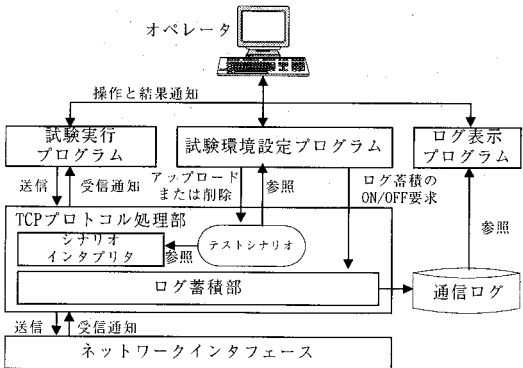 オペレータ
操作と結果通知
試験実行
プログラム
試験環境設定プログラム
ログ表示
プログラム
送信
受信通知
アップロード
または削除
参照
ログ蓄積の
ON/OFF要求
参照
TCPプロトコル処理部
シナリオ
インタプリタ
参照
テストシナリオ
ログ蓄積部
通信ログ
送信
受信通知
ネットワークインタフェース